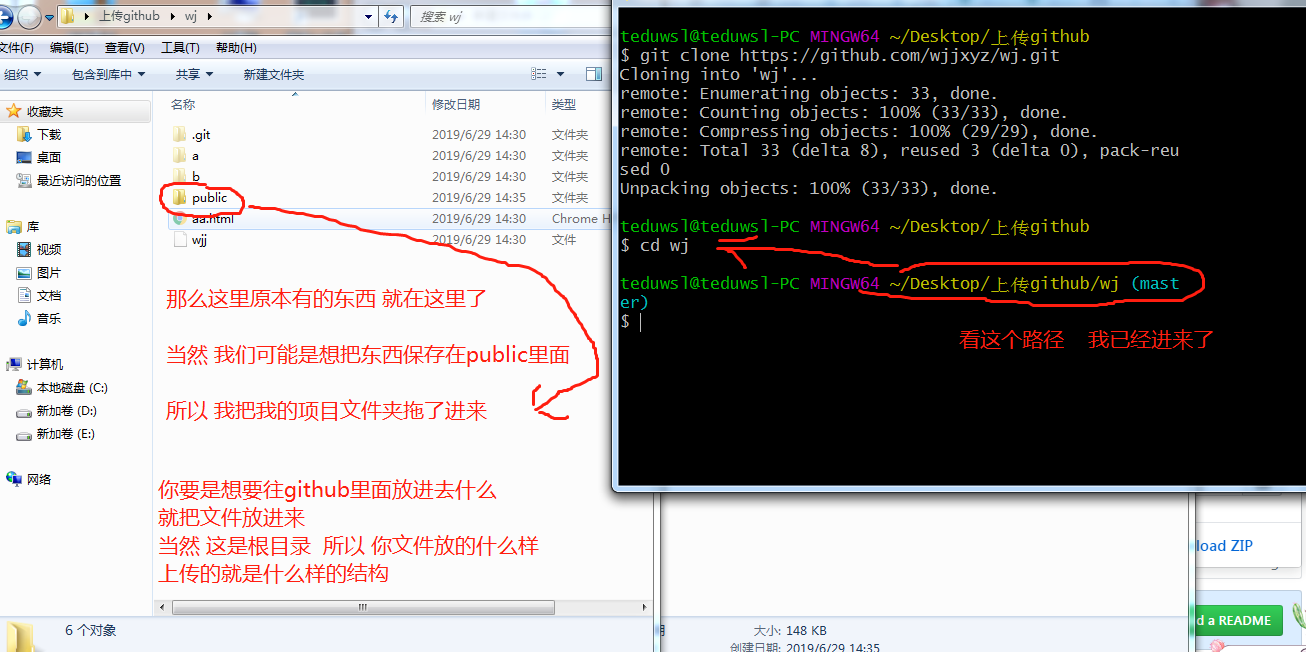 上传github
wj
搜索 wj
文件(F)
编辑(E)
查看(V)
工具(T)
帮助(H)
组织
包含到库中
共享
新建文件夹
收藏夹
下载
桌面
最近访问的位置
库
视频
图片
文档
音乐
计算机
本地磁盘 (C:)
新加卷 (D:)
新加卷 (E:)
网络
名称
修改日期
类型
.git
2019/6/29 14:30
文件夹
a
2019/6/29 14:30
文件夹
b
2019/6/29 14:30
文件夹
public
2019/6/29 14:35
文件夹
aa.html
2019/6/29 14:30
Chrome H
wjj
2019/6/29 14:30
文件
那么这里原本有的东西 就在这里了
当然 我们可能是想把东西保存在public里面
所以 我把我的项目文件夹拖了进来
你要是想要往github里面放进去什么
就把文件放进来
当然 这是根目录 所以 你文件放的什么样
上传的就是什么样的结构
6 个对象
teduwsl@teduwsl-PC MINGW64 ~/Desktop/上传github
$ git clone https://github.com/wjjxyz/wj.git
Cloning into 'wj'...
remote: Enumerating objects: 33, done.
remote: Counting objects: 100% (33/33), done.
remote: Compressing objects: 100% (29/29), done.
remote: Total 33 (delta 8), reused 3 (delta 0), pack-reu
sed 0
Unpacking objects: 100% (33/33), done.
teduwsl@teduwsl-PC MINGW64 ~/Desktop/上传github
$ cd wj
teduwsl@teduwsl-PC MINGW64 ~/Desktop/上传github/wj (mast
er)
$
看这个路径 我已经进来了
load ZIP
d a README
大小: 148 KB
创建日期: 2019/6/29 14:35